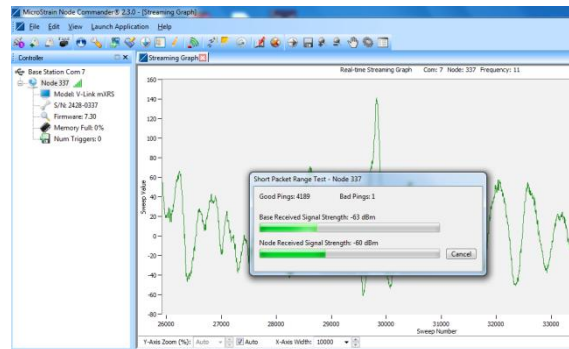 MicroStrain Node Commander® 2.3.0 - [Streaming Graph]
File Edit View Launch Application Help
Controller
Streaming Graph
Base Station Com 7
Node 337
Model: V-Link mXRS
S/N: 2428-0337
Firmware: 7.30
Memory Full: 0%
Num Triggers: 0
Real-time Streaming Graph Com: 7 Node: 337 Frequency: 11
160
140
120
100
80
60
20
0
-20
-40
-60
-80
Sweep Value
Short Packet Range Test - Node 337
Good Pings: 4189 Bad Pings: 1
Base Received Signal Strength: -63 dBm
Node Received Signal Strength: -60 dBm
Cancel
26000 27000 28000 29000 30000 31000 32000 33000
Sweep Number
Y-Axis Zoom (%): Auto Auto X-Axis Width: 10000